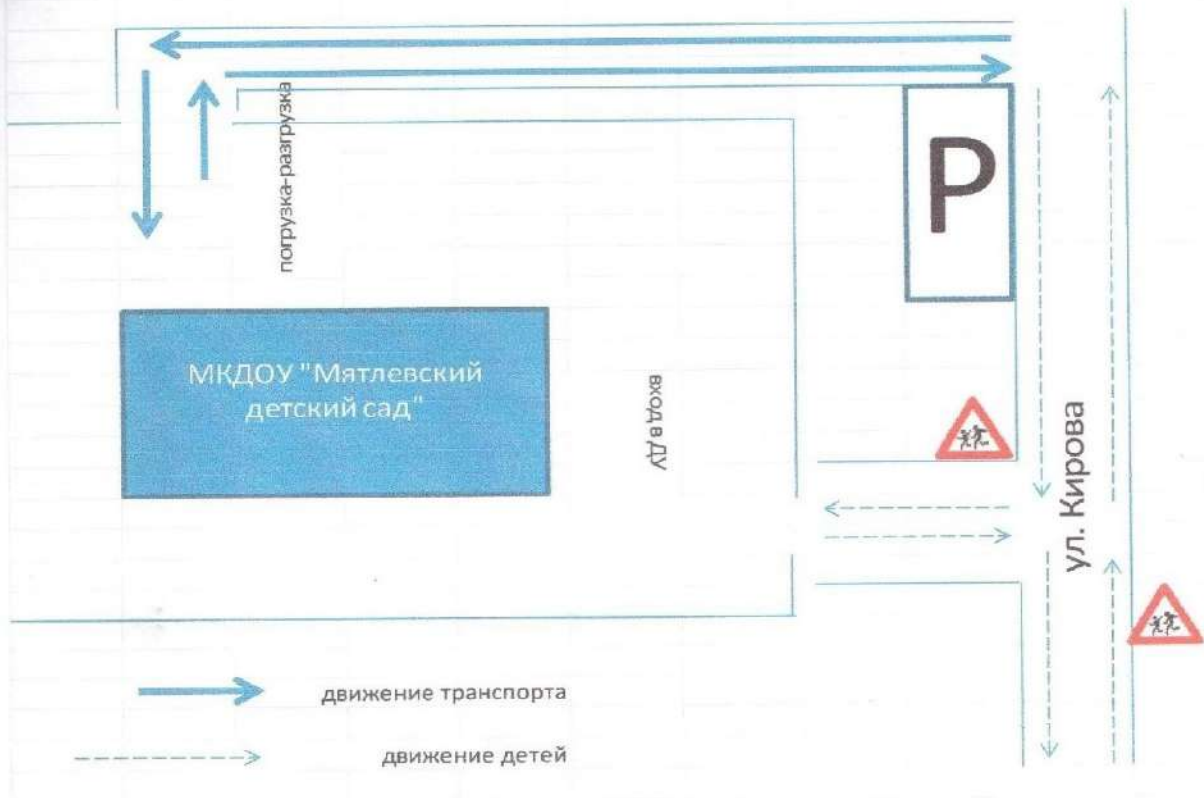 погрузка-разгрузка
P
МКДОУ "Мятлевский
детский сад"
вход в ДУ
ул. Кирова
движение транспорта
движение детей